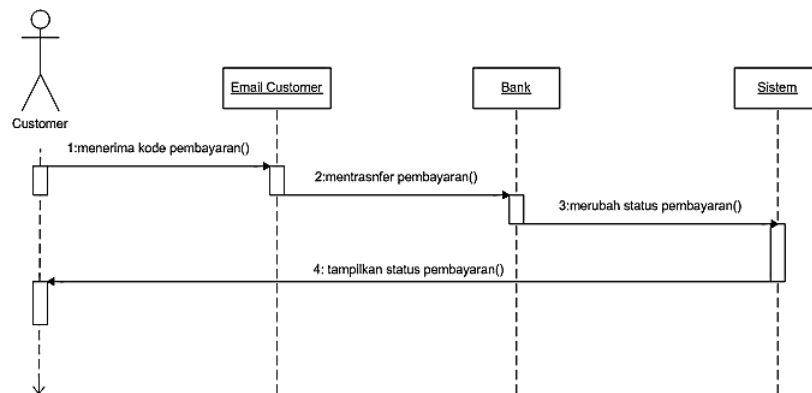 Email Customer
Bank
Sistem
Customer
1:menerima kode pembayaran()
2:mentrasnfer pembayaran()
3:merubah status pembayaran()
4: tampilkan status pembayaran()